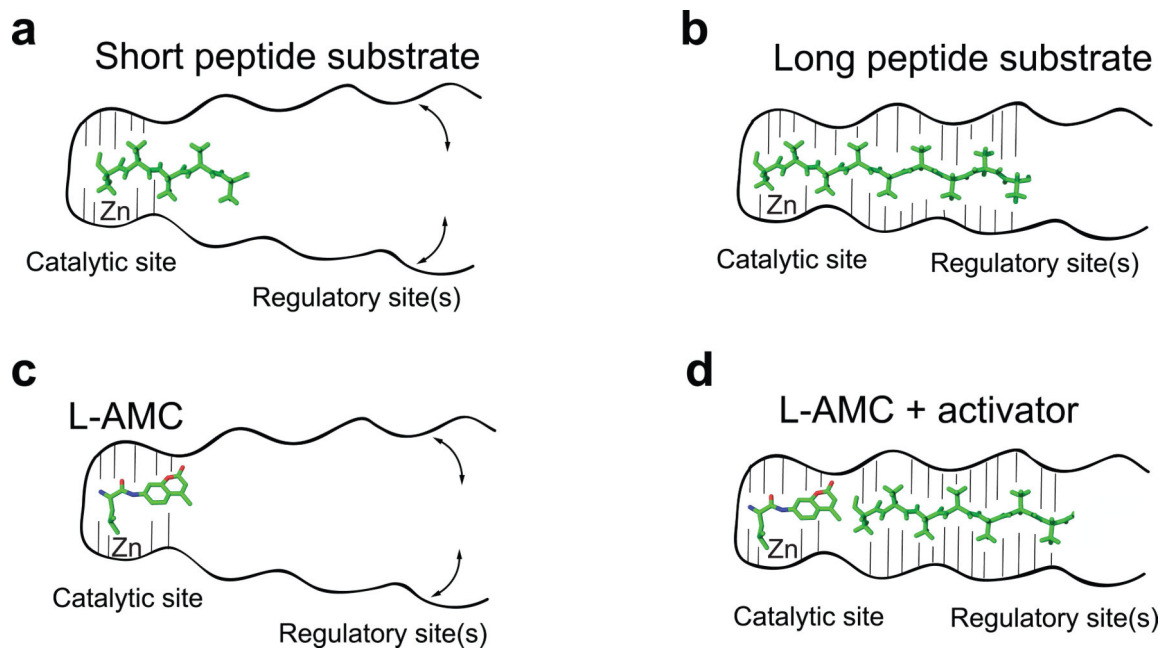 a
Short peptide substrate
Zn
Catalytic site
Regulatory site(s)
b
Long peptide substrate
Zn
Catalytic site
Regulatory site(s)
c
L-AMC
Zn
Catalytic site
Regulatory site(s)
d
L-AMC + activator
Zn
Catalytic site
Regulatory site(s)